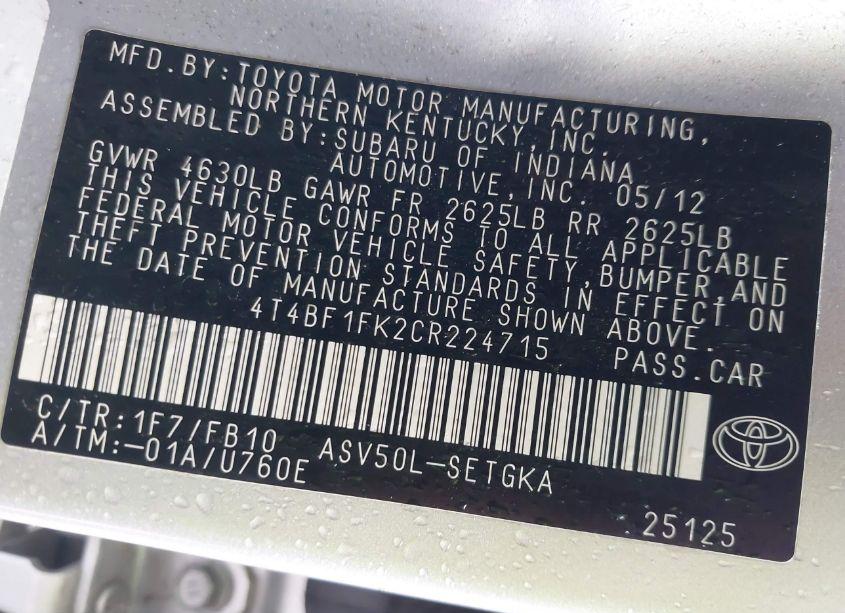 MFD.BY:TOYOTA MOTOR MANUFACTURING,
NORTHERN KENTUCKY,INC.
ASSEMBLED BY:SUBARU OF INDIANA
AUTOMOTIVE,INC. 05/12
GVWR 4630LB GAWR FR 2625LB RR 2625LB
THIS VEHICLE CONFORMS TO ALL APPLICABLE
FEDERAL MOTOR VEHICLE SAFETY,BUMPER,AND
THEFT PREVENTION STANDARDS IN EFFECT ON
THE DATE OF MANUFACTURE SHOWN ABOVE.
4T4BF1FK2CR224715 PASS.CAR
C/TR:1F7/FB10
A/TM:-01A/U760E ASV50L-SETGKA
25125